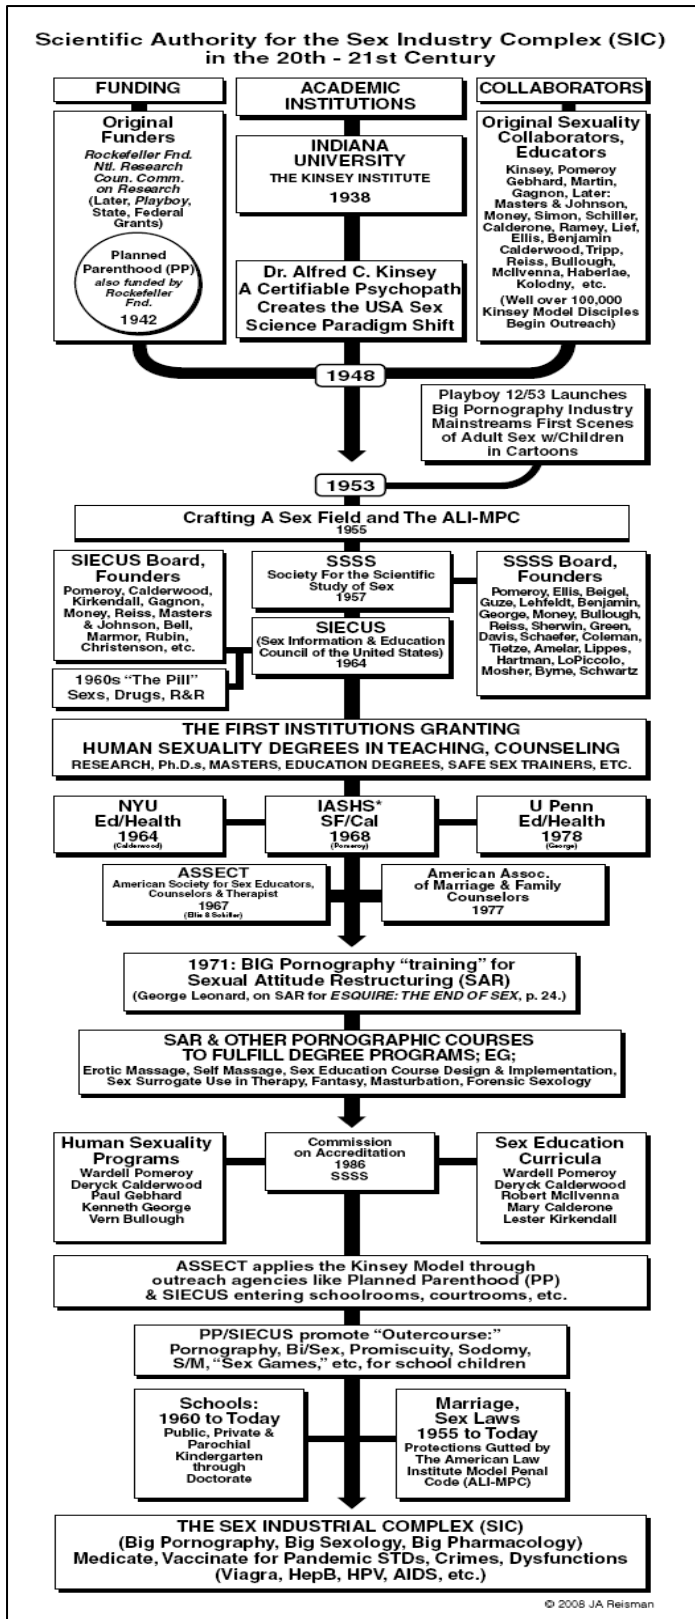 Scientific Authority for the Sex Industry Complex (SIC)
in the 20th - 21st Century
FUNDING
Original
Funders
Rockefeller Fnd.
Ntl. Research
Coun. Comm.
on Research
(Later, Playboy,
State, Federal
Grants)
Planned
Parenthood (PP)
also funded by
Rockefeller
Fnd.
1942
ACADEMIC
INSTITUTIONS
INDIANA
UNIVERSITY
THE KINSEY INSTITUTE
1938
Dr. Alfred C. Kinsey
A Certifiable Psychopath
Creates the USA Sex
Science Paradigm Shift
COLLABORATORS
Original Sexuality
Collaborators,
Educators
Kinsey, Pomeroy
Gebhard, Martin,
Gagnon, Later:
Masters & Johnson,
Money, Simon, Schiller,
Calderone, Ramey, Lief,
Ellis, Benjamin
Calderwood, Tripp,
Reiss, Bullough,
McIlvenna, Haberlae,
Kolodny, etc.
(Well over 100,000
Kinsey Model Disciples
Begin Outreach)
1948
Playboy 12/53 Launches
Big Pornography Industry
Mainstreams First Scenes
of Adult Sex w/Children
in Cartoons
1953
Crafting A Sex Field and The ALI-MPC
1955
SIECUS Board,
Founders
Pomeroy, Calderwood,
Kirkendall, Gagnon,
Money, Reiss, Masters
& Johnson, Bell,
Marmor, Rubin,
Christenson, etc.
1960s "The Pill"
Sexs, Drugs, R&R
SSSS
Society For the Scientific
Study of Sex
1957
SIECUS
(Sex Information & Education
Council of the United States)
1964
SSSS Board,
Founders
Pomeroy, Ellis, Beigel,
Guze, Lehfeldt, Benjamin,
George, Money, Bullough,
Reiss, Sherwin, Green,
Davis, Schaefer, Coleman,
Tietze, Amelar, Lippes,
Hartman, LoPiccolo,
Mosher, Byrne, Schwartz
THE FIRST INSTITUTIONS GRANTING
HUMAN SEXUALITY DEGREES IN TEACHING, COUNSELING
RESEARCH, Ph.D.s, MASTERS, EDUCATION DEGREES, SAFE SEX TRAINERS, ETC.
NYU
Ed/Health
1964
(Calderwood)
IASHS*
SF/Cal
1968
(Pomeroy)
U Penn
Ed/Health
1978
(George)
ASSECT
American Society for Sex Educators,
Counselors & Therapist
1967
(Ellis & Schiller)
American Assoc.
of Marriage & Family
Counselors
1977
1971: BIG Pornography "training" for
Sexual Attitude Restructuring (SAR)
(George Leonard, on SAR for ESQUIRE: THE END OF SEX, p. 24.)
SAR & OTHER PORNOGRAPHIC COURSES
TO FULFILL DEGREE PROGRAMS; EG;
Erotic Massage, Self Massage, Sex Education Course Design & Implementation,
Sex Surrogate Use in Therapy, Fantasy, Masturbation, Forensic Sexology
Human Sexuality
Programs
Wardell Pomeroy
Deryck Calderwood
Paul Gebhard
Kenneth George
Vern Bullough
Commission
on Accreditation
1986
SSSS
Sex Education
Curricula
Wardell Pomeroy
Deryck Calderwood
Robert McIlvenna
Mary Calderone
Lester Kirkendall
ASSECT applies the Kinsey Model through
outreach agencies like Planned Parenthood (PP)
& SIECUS entering schoolrooms, courtrooms, etc.
PP/SIECUS promote "Outercourse:"
Pornography, Bi/Sex, Promiscuity, Sodomy,
S/M, "Sex Games," etc, for school children
Schools:
1960 to Today
Public, Private &
Parochial
Kindergarten
through
Doctorate
Marriage,
Sex Laws
1955 to Today
Protections Gutted by
The American Law
Institute Model Penal
Code (ALI-MPC)
THE SEX INDUSTRIAL COMPLEX (SIC)
(Big Pornography, Big Sexology, Big Pharmacology)
Medicate, Vaccinate for Pandemic STDs, Crimes, Dysfunctions
(Viagra, HepB, HPV, AIDS, etc.)
© 2008 JA Reisman